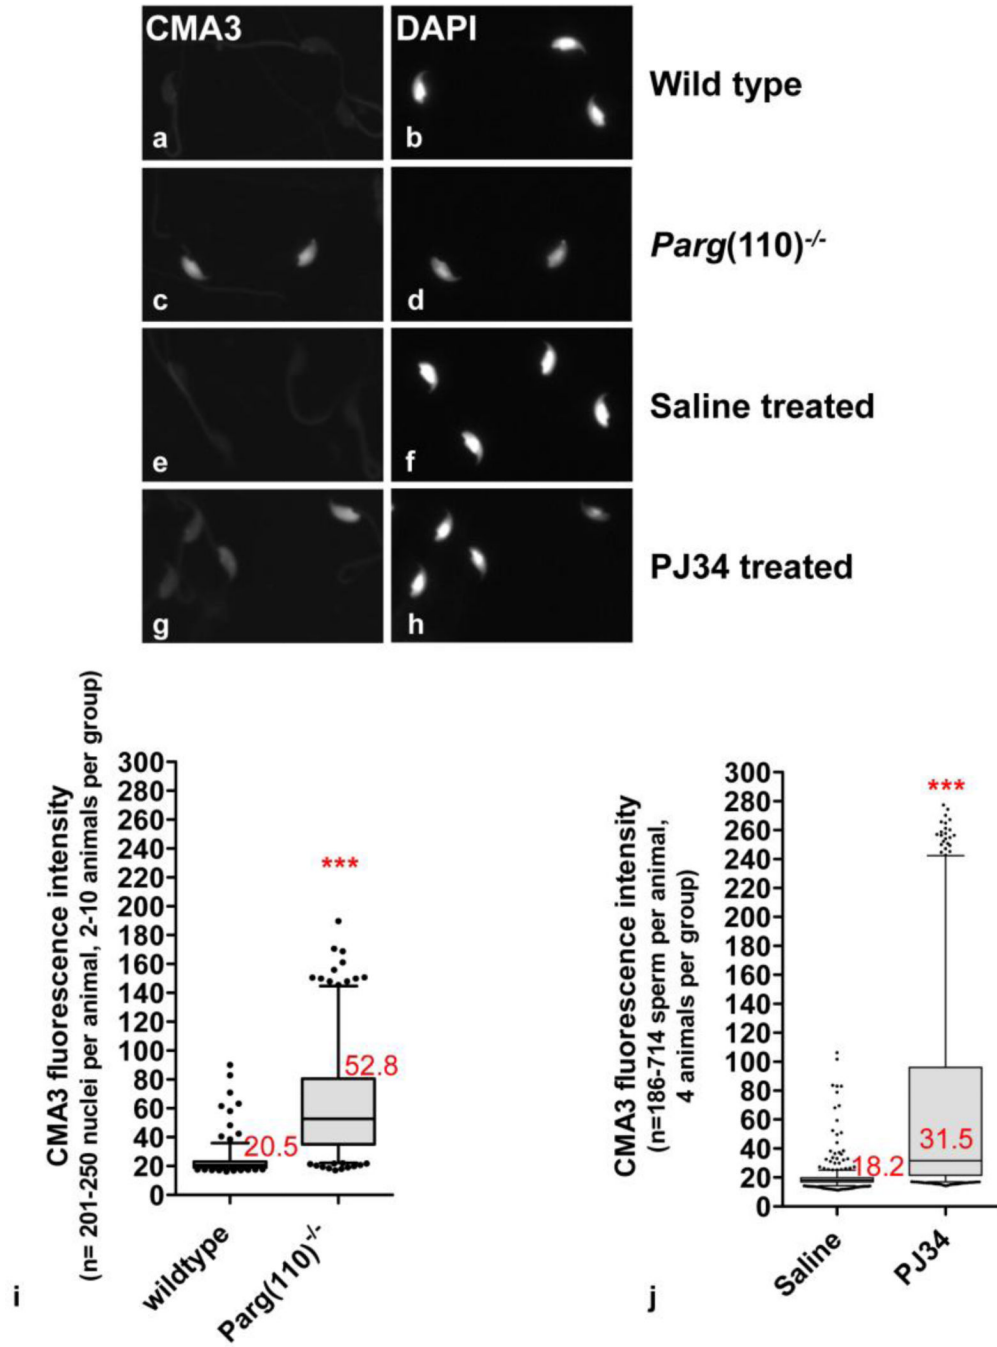 CMA3 DAPI
Wild type
a b
Parg(110)-/-
c d
Saline treated
e f
PJ34 treated
g h
CMA3 fluorescence intensity
(n= 201-250 nuclei per animal, 2-10 animals per group)
300
280
260
240
220
200
180
160
140
120
100
80
60
40
20
0
***
52.8
20.5
wildtype
Parg(110)-/-
i
CMA3 fluorescence intensity
(n=186-714 sperm per animal,
4 animals per group)
300
280
260
240
220
200
180
160
140
120
100
80
60
40
20
0
***
31.5
18.2
Saline
PJ34
j